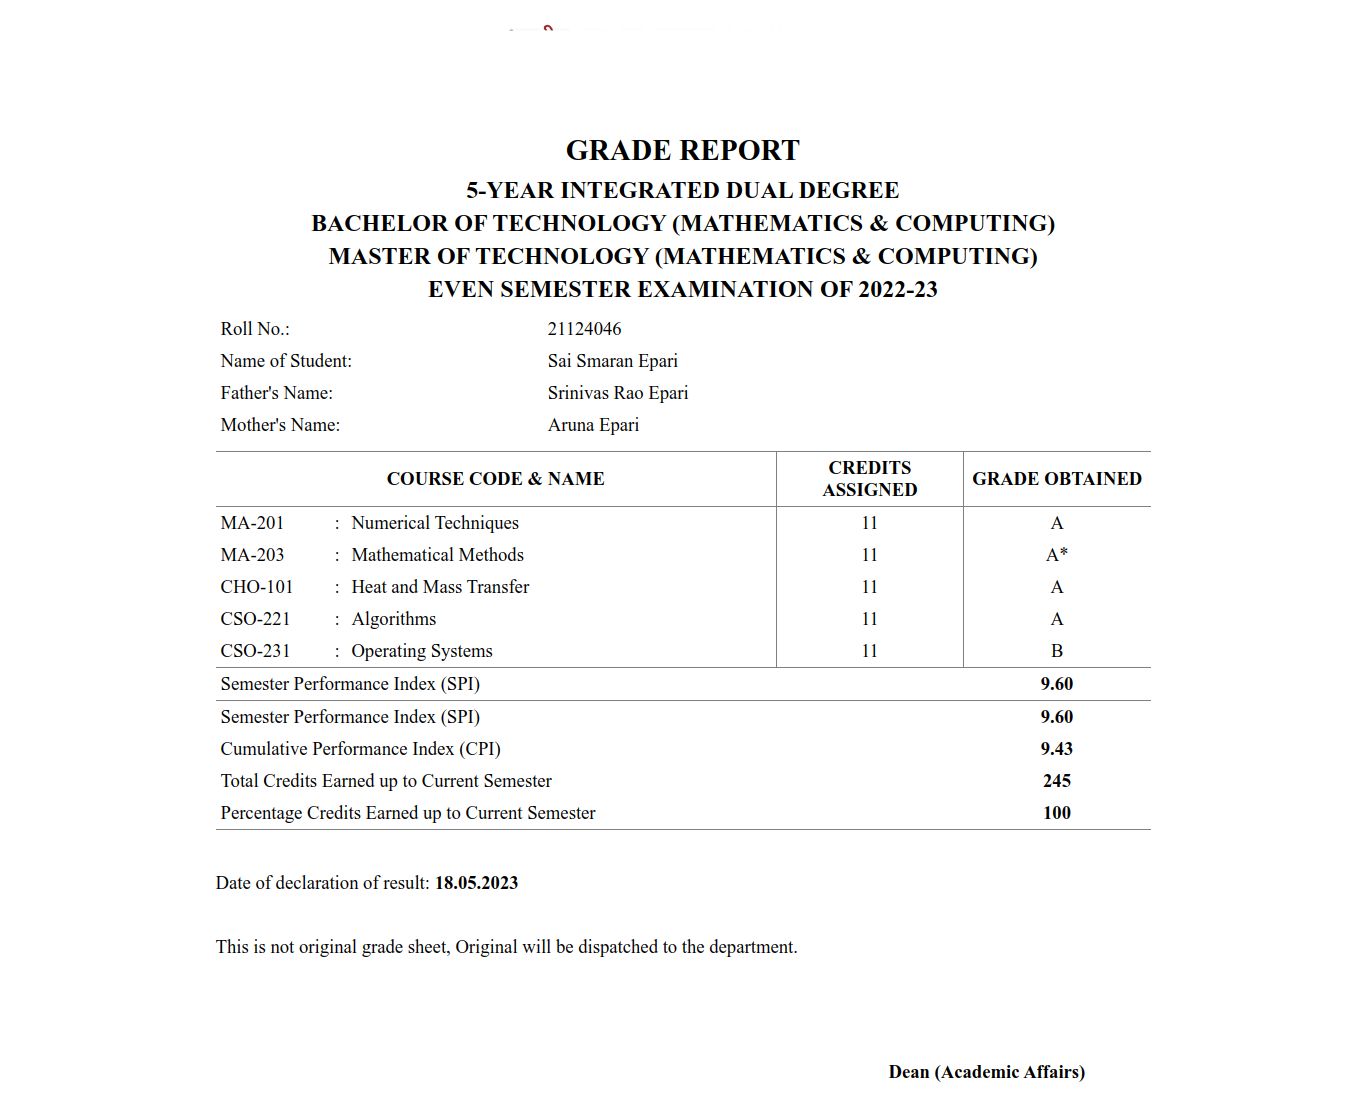 GRADE REPORT
5-YEAR INTEGRATED DUAL DEGREE
BACHELOR OF TECHNOLOGY (MATHEMATICS & COMPUTING)
MASTER OF TECHNOLOGY (MATHEMATICS & COMPUTING)
EVEN SEMESTER EXAMINATION OF 2022-23
Roll No.: 21124046
Name of Student: Sai Smaran Epari
Father's Name: Srinivas Rao Epari
Mother's Name: Aruna Epari
COURSE CODE & NAME CREDITS ASSIGNED GRADE OBTAINED
MA-201 : Numerical Techniques 11 A
MA-203 : Mathematical Methods 11 A*
CHO-101 : Heat and Mass Transfer 11 A
CSO-221 : Algorithms 11 A
CSO-231 : Operating Systems 11 B
Semester Performance Index (SPI) 9.60
Semester Performance Index (SPI) 9.60
Cumulative Performance Index (CPI) 9.43
Total Credits Earned up to Current Semester 245
Percentage Credits Earned up to Current Semester 100
Date of declaration of result: 18.05.2023
This is not original grade sheet, Original will be dispatched to the department.
Dean (Academic Affairs)